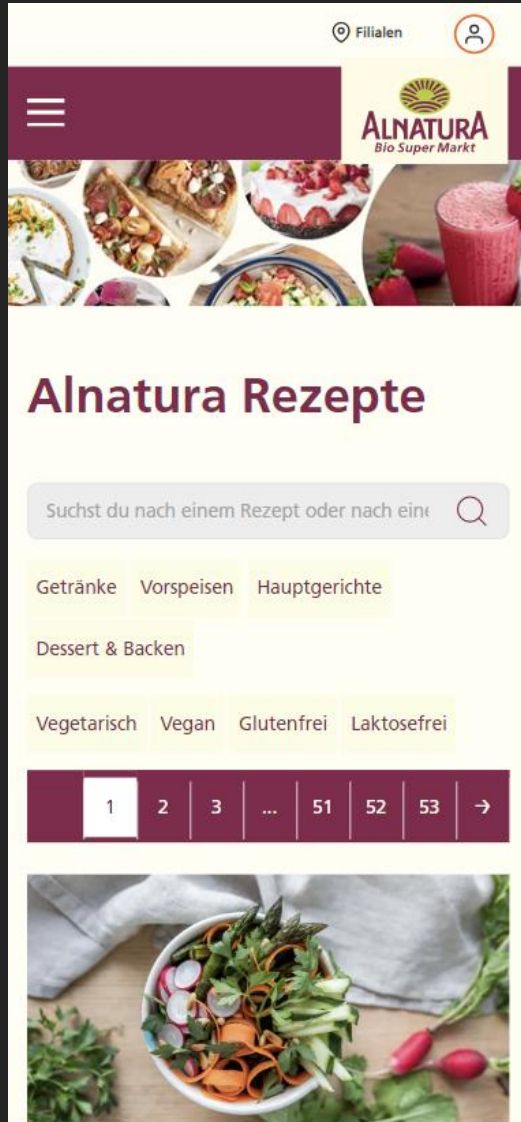 Filialen
ALNATURA
Bio Super Markt
Alnatura Rezepte
Suchst du nach einem Rezept oder nach eine
Getränke Vorspeisen Hauptgerichte
Dessert & Backen
Vegetarisch Vegan Glutenfrei Laktosefrei
1 2 3 ... 51 52 53 →